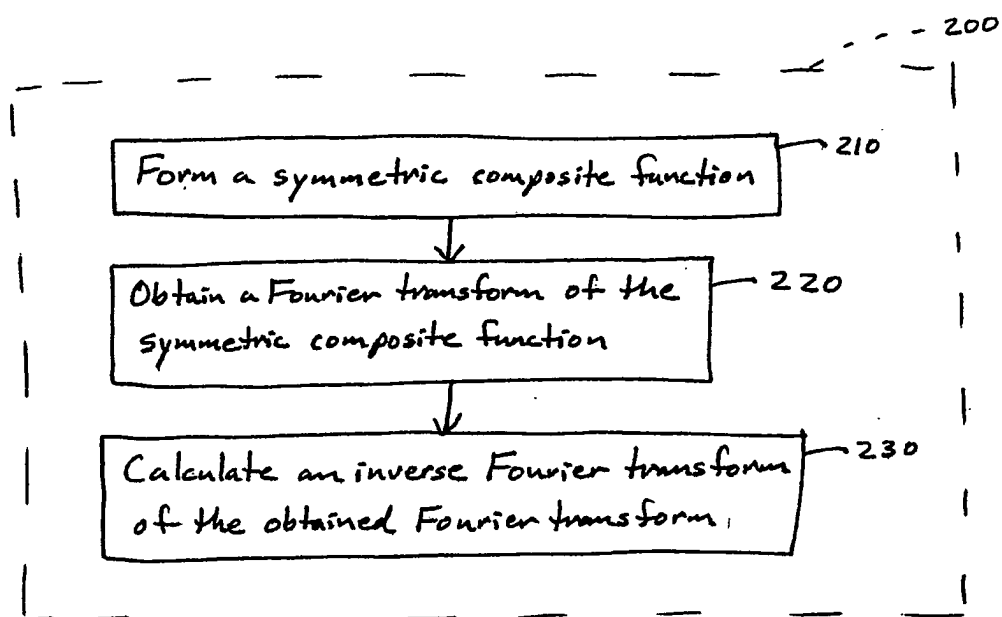 200
Form a symmetric composite function
210
Obtain a Fourier transform of the
symmetric composite function
220
Calculate an inverse Fourier transform
of the obtained Fourier transform.
230